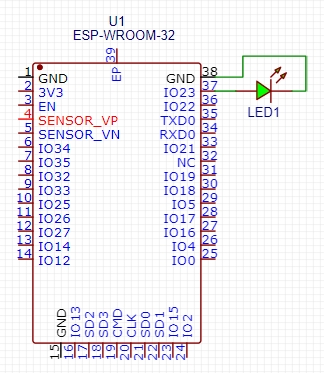 U1
ESP-WROOM-32
39
EP
1 GND GND 38
2 3V3 IO23 37
3 EN IO22 36
4 SENSOR_VP TXD0 35
5 SENSOR_VN RXD0 34
6 IO34 IO21 33
7 IO35 NC 32
8 IO32 IO19 31
9 IO33 IO18 30
10 IO25 IO5 29
11 IO26 IO17 28
12 IO27 IO16 27
13 IO14 IO4 26
14 IO12 IO0 25
LED1
GND IO13 SD2 SD3 CMD CLK SD0 SD1 IO15 IO2
15 16 17 18 19 20 21 22 23 24